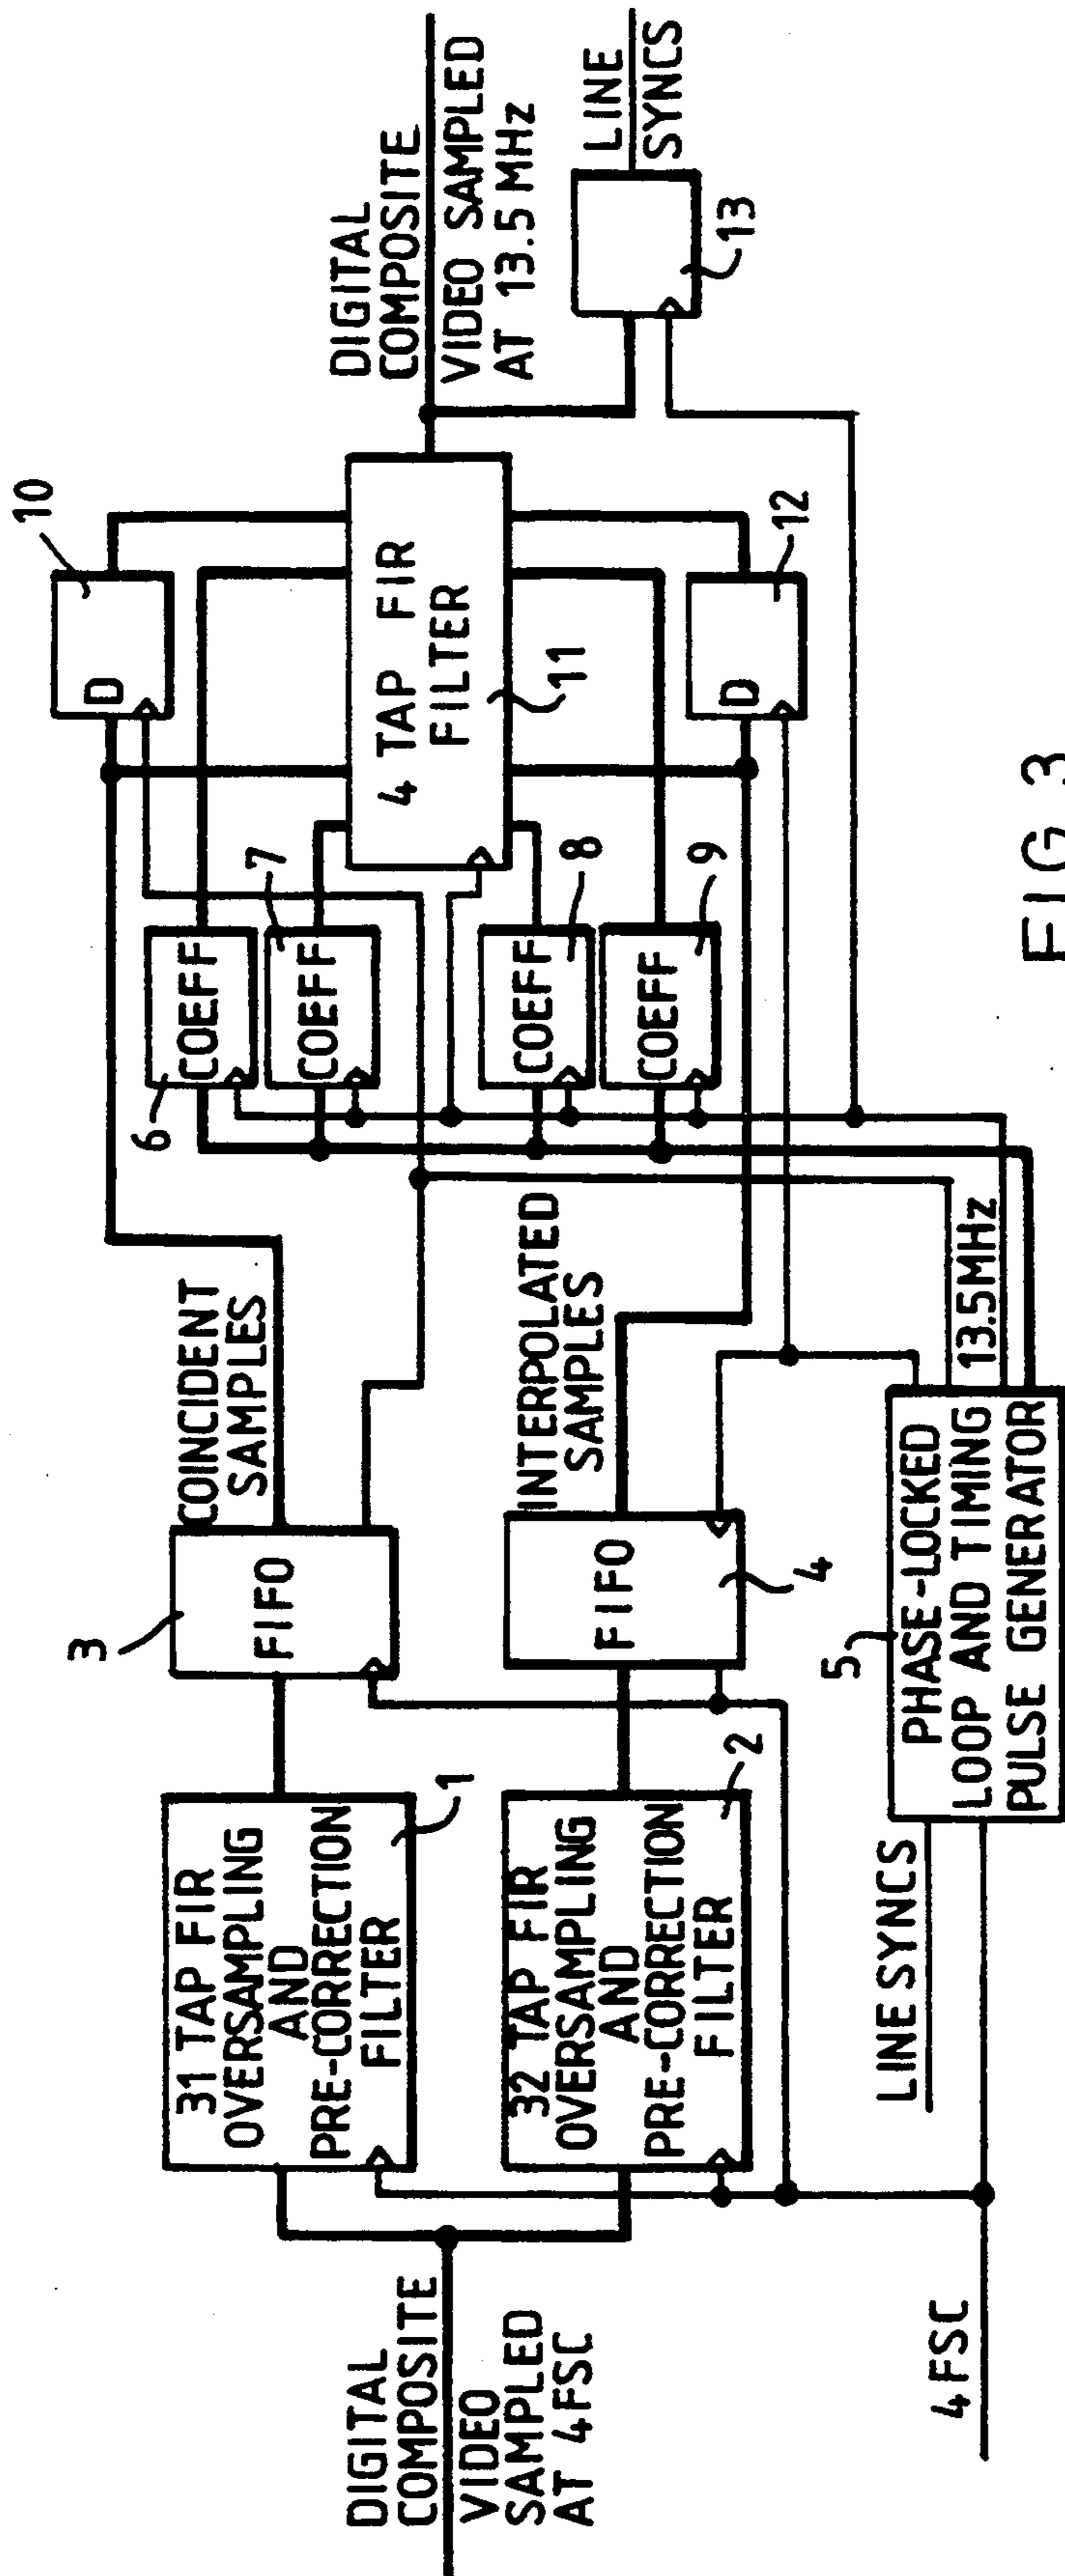 DIGITAL
COMPOSITE
VIDEO
SAMPLED
AT 4FSC
4 FSC
31 TAP FIR
OVERSAMPLING
AND
PRE-CORRECTION
FILTER
1
32 TAP FIR
OVERSAMPLING
AND
PRE-CORRECTION
FILTER
2
LINE SYNCS
3
FIFO
FIFO
4
5
PHASE-LOCKED
LOOP AND TIMING
PULSE GENERATOR
COINCIDENT
SAMPLES
INTERPOLATED
SAMPLES
13.5MHz
6
COEFF
7
COEFF
COEFF
8
COEFF
9
10
D
4 TAP FIR
FILTER
11
D
12
DIGITAL
COMPOSITE
VIDEO SAMPLED
AT 13.5 MHz
13
LINE
SYNCS
FIG 3